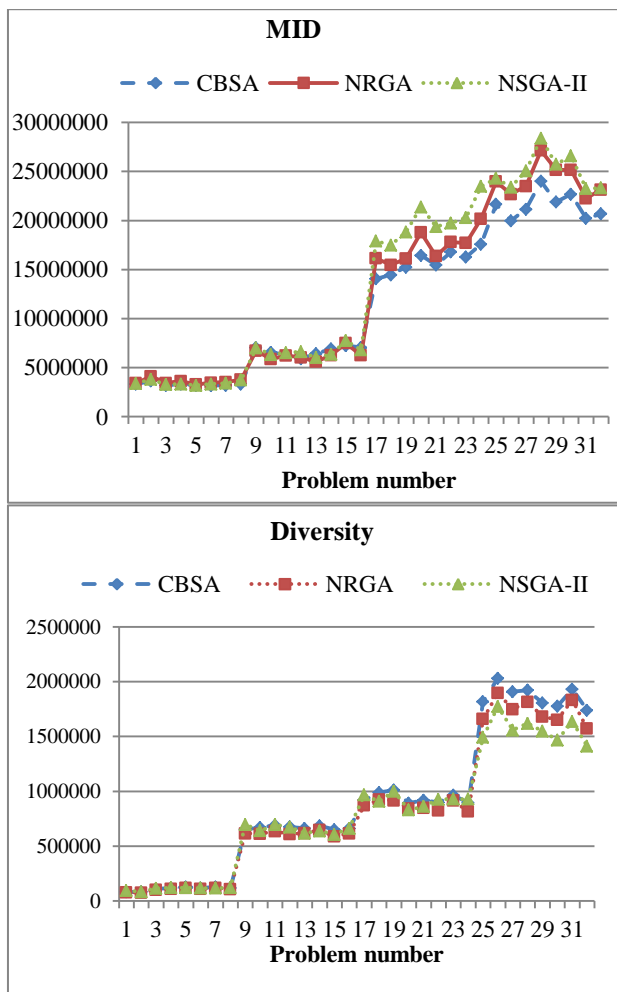 MID
CBSA NRGA NSGA-II
30000000
25000000
20000000
15000000
10000000
5000000
0
1 3 5 7 9 11 13 15 17 19 21 23 25 27 29 31
Problem number
Diversity
CBSA NRGA NSGA-II
2500000
2000000
1500000
1000000
500000
0
1 3 5 7 9 11 13 15 17 19 21 23 25 27 29 31
Problem number